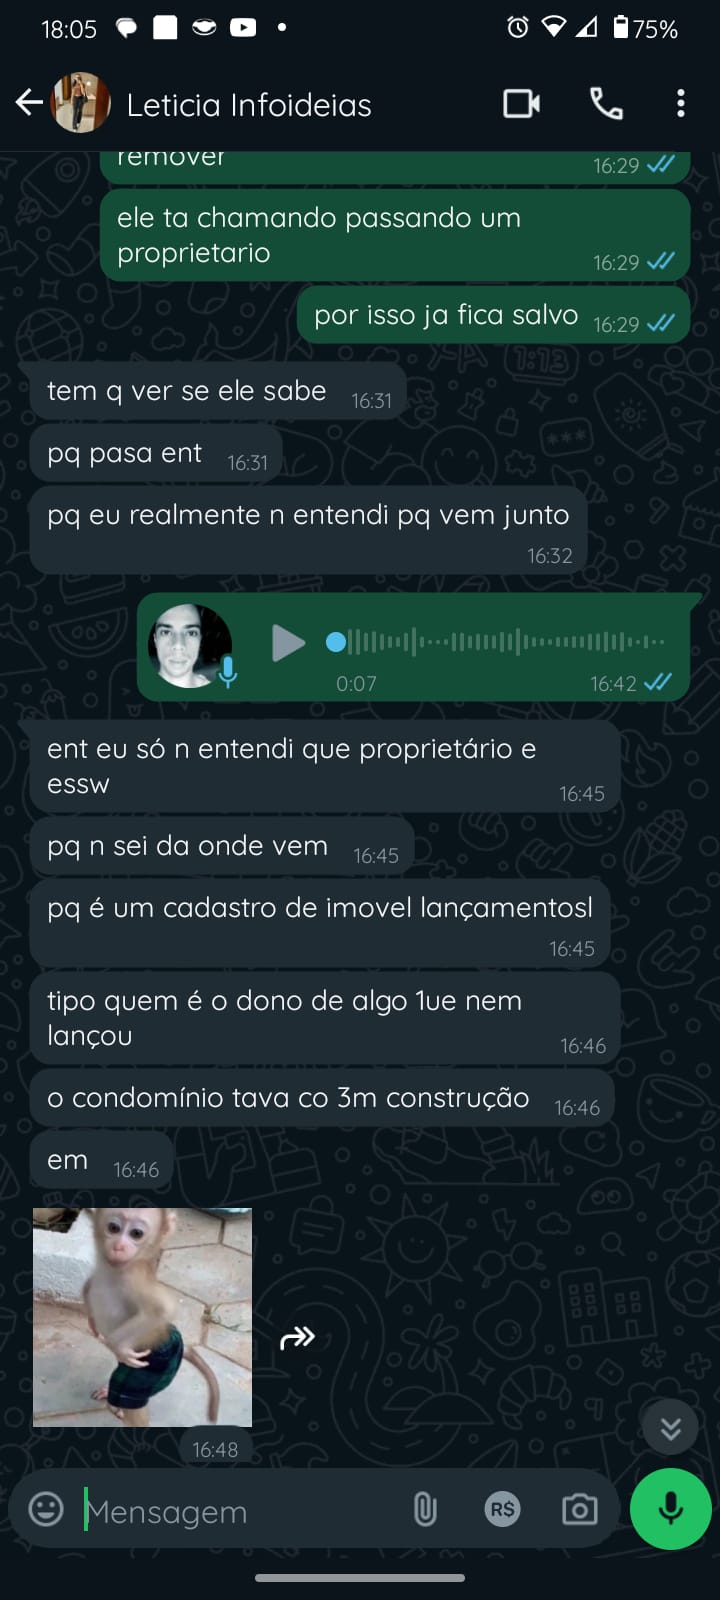 18:05
75%
Leticia Infoideias
remover
16:29
ele ta chamando passando um
proprietario
16:29
por isso ja fica salvo
16:29
tem q ver se ele sabe
16:31
pq pasa ent
16:31
pq eu realmente n entendi pq vem junto
16:32
0:07
16:42
ent eu só n entendi que proprietário e
essw
16:45
pq n sei da onde vem
16:45
pq é um cadastro de imovel lançamentosl
16:45
tipo quem é o dono de algo 1ue nem
lançou
16:46
o condomínio tava co 3m construção
16:46
em
16:46
16:48
Mensagem
R$